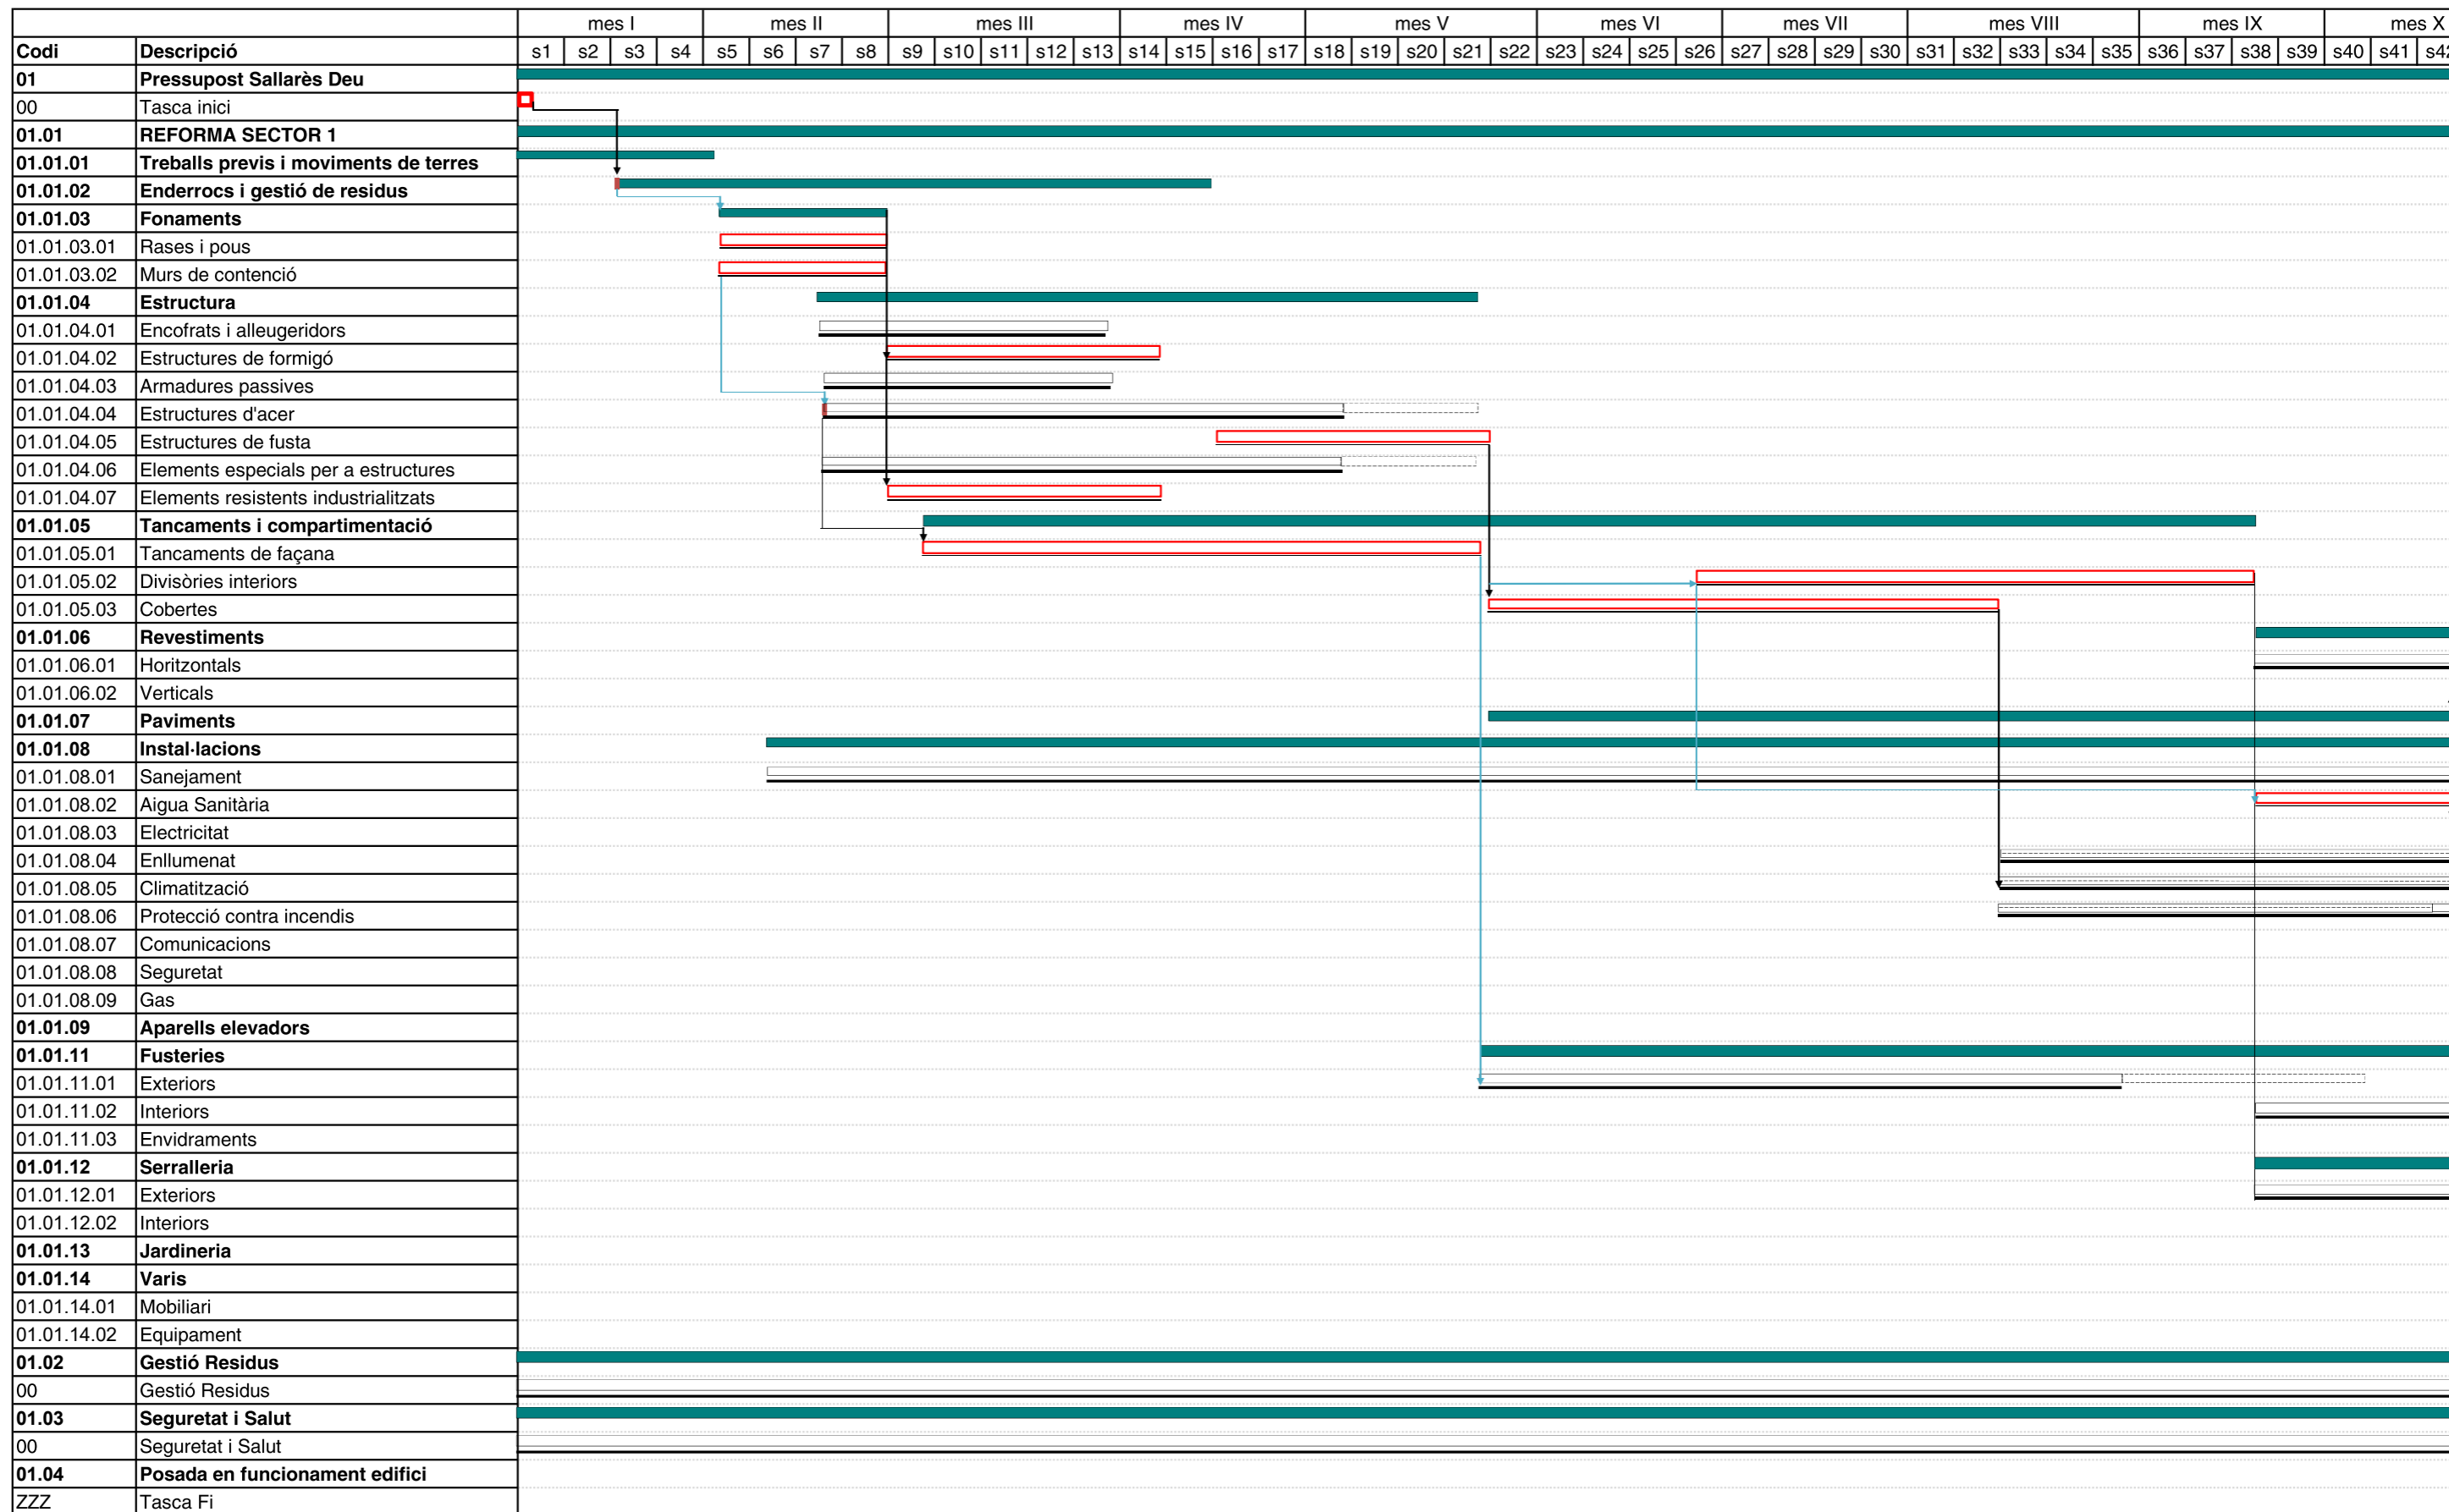 mes I mes II mes III mes IV mes V mes VI mes VII mes VIII mes IX mes X
Codi Descripció s1 s2 s3 s4 s5 s6 s7 s8 s9 s10 s11 s12 s13 s14 s15 s16 s17 s18 s19 s20 s21 s22 s23 s24 s25 s26 s27 s28 s29 s30 s31 s32 s33 s34 s35 s36 s37 s38 s39 s40 s41 s42
01 Pressupost Sallarès Deu
00 Tasca inici
01.01 REFORMA SECTOR 1
01.01.01 Treballs previs i moviments de terres
01.01.02 Enderrocs i gestió de residus
01.01.03 Fonaments
01.01.03.01 Rases i pous
01.01.03.02 Murs de contenció
01.01.04 Estructura
01.01.04.01 Encofrats i alleugeridors
01.01.04.02 Estructures de formigó
01.01.04.03 Armadures passives
01.01.04.04 Estructures d'acer
01.01.04.05 Estructures de fusta
01.01.04.06 Elements especials per a estructures
01.01.04.07 Elements resistents industrialitzats
01.01.05 Tancaments i compartimentació
01.01.05.01 Tancaments de façana
01.01.05.02 Divisòries interiors
01.01.05.03 Cobertes
01.01.06 Revestiments
01.01.06.01 Horitzontals
01.01.06.02 Verticals
01.01.07 Paviments
01.01.08 Instal·lacions
01.01.08.01 Sanejament
01.01.08.02 Aigua Sanitària
01.01.08.03 Electricitat
01.01.08.04 Enllumenat
01.01.08.05 Climatització
01.01.08.06 Protecció contra incendis
01.01.08.07 Comunicacions
01.01.08.08 Seguretat
01.01.08.09 Gas
01.01.09 Aparells elevadors
01.01.11 Fusteries
01.01.11.01 Exteriors
01.01.11.02 Interiors
01.01.11.03 Envidraments
01.01.12 Serralleria
01.01.12.01 Exteriors
01.01.12.02 Interiors
01.01.13 Jardineria
01.01.14 Varis
01.01.14.01 Mobiliari
01.01.14.02 Equipament
01.02 Gestió Residus
00 Gestió Residus
01.03 Seguretat i Salut
00 Seguretat i Salut
01.04 Posada en funcionament edifici
ZZZ Tasca Fi